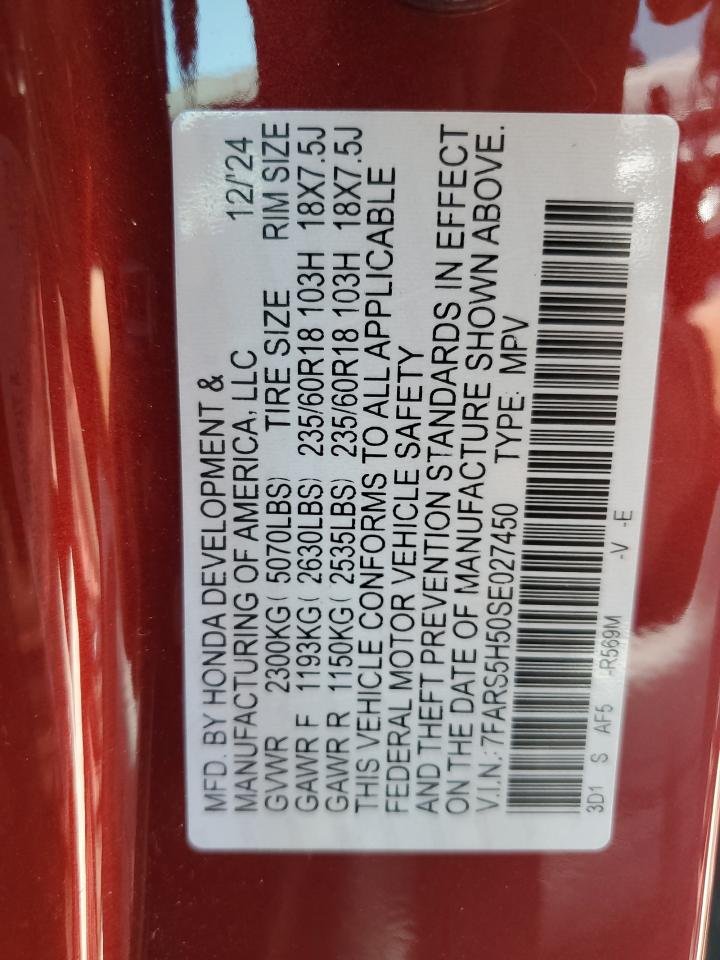 MFD. BY HONDA DEVELOPMENT &
MANUFACTURING OF AMERICA, LLC 12/'24
GVWR 2300KG( 5070LBS) TIRE SIZE RIM SIZE
GAWR F 1193KG( 2630LBS) 235/60R18 103H 18X7.5J
GAWR R 1150KG( 2535LBS) 235/60R18 103H 18X7.5J
THIS VEHICLE CONFORMS TO ALL APPLICABLE
FEDERAL MOTOR VEHICLE SAFETY
AND THEFT PREVENTION STANDARDS IN EFFECT
ON THE DATE OF MANUFACTURE SHOWN ABOVE.
V.I.N.: 7FARS5H50SE027450 TYPE: MPV
3D1 S AF5 -R569M -V -E